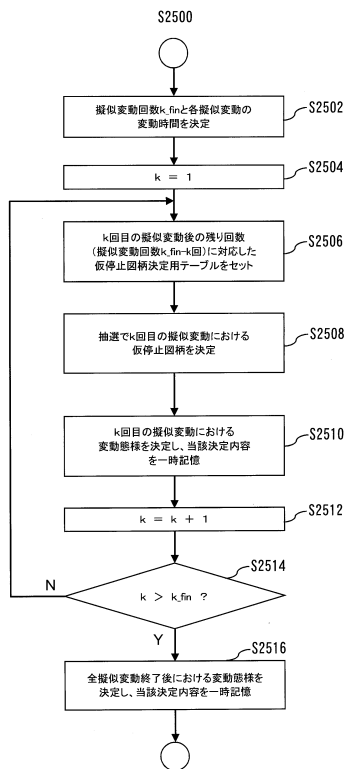 S2500
擬似変動回数k_finと各擬似変動の
変動時間を決定
S2502
k = 1
S2504
k回目の擬似変動後の残り回数
(擬似変動回数k_fin-k回)に対応した
仮停止図柄決定用テーブルをセット
S2506
抽選でk回目の擬似変動における
仮停止図柄を決定
S2508
k回目の擬似変動における
変動態様を決定し、当該決定内容
を一時記憶
S2510
k = k + 1
S2512
k > k_fin ?
S2514
N
Y
全擬似変動終了後における変動態様を
決定し、当該決定内容を一時記憶
S2516